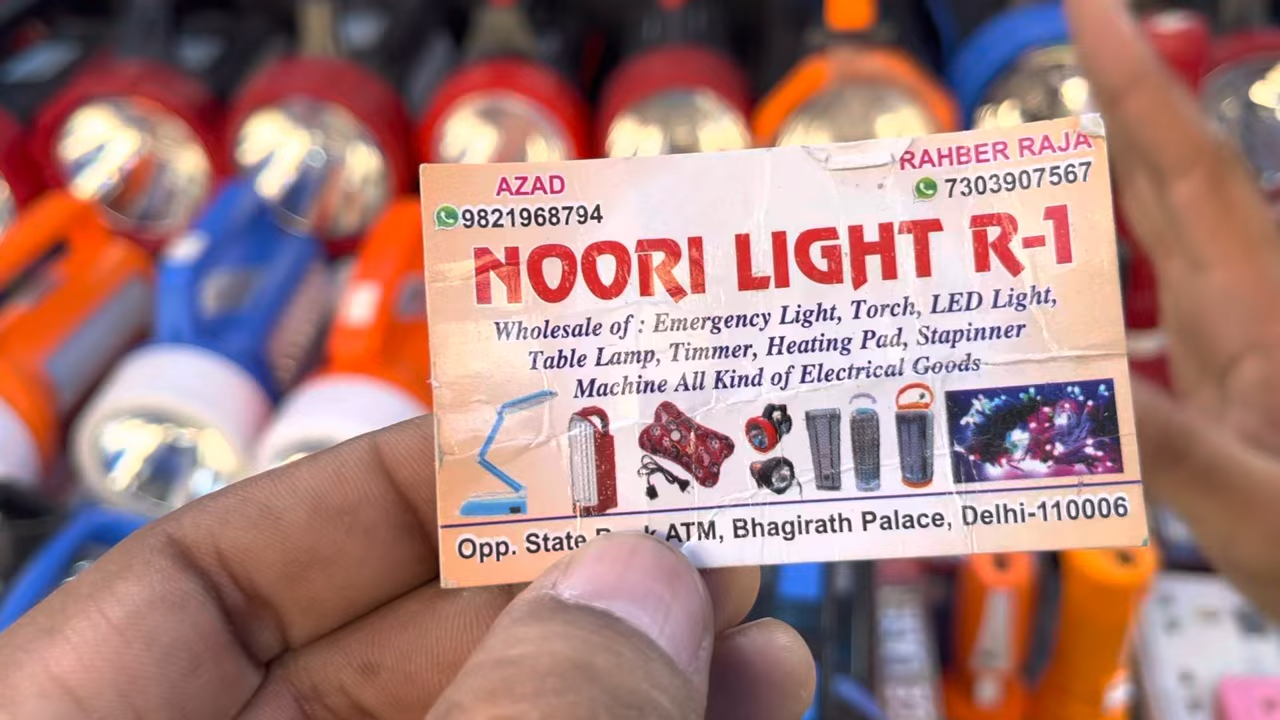 AZAD
9821968794
RAHBER RAJA
7303907567
NOORI LIGHT R-1
Wholesale of : Emergency Light, Torch, LED Light,
Table Lamp, Timmer, Heating Pad, Stapinner
Machine All Kind of Electrical Goods
Opp. State ATM, Bhagirath Palace, Delhi-110006